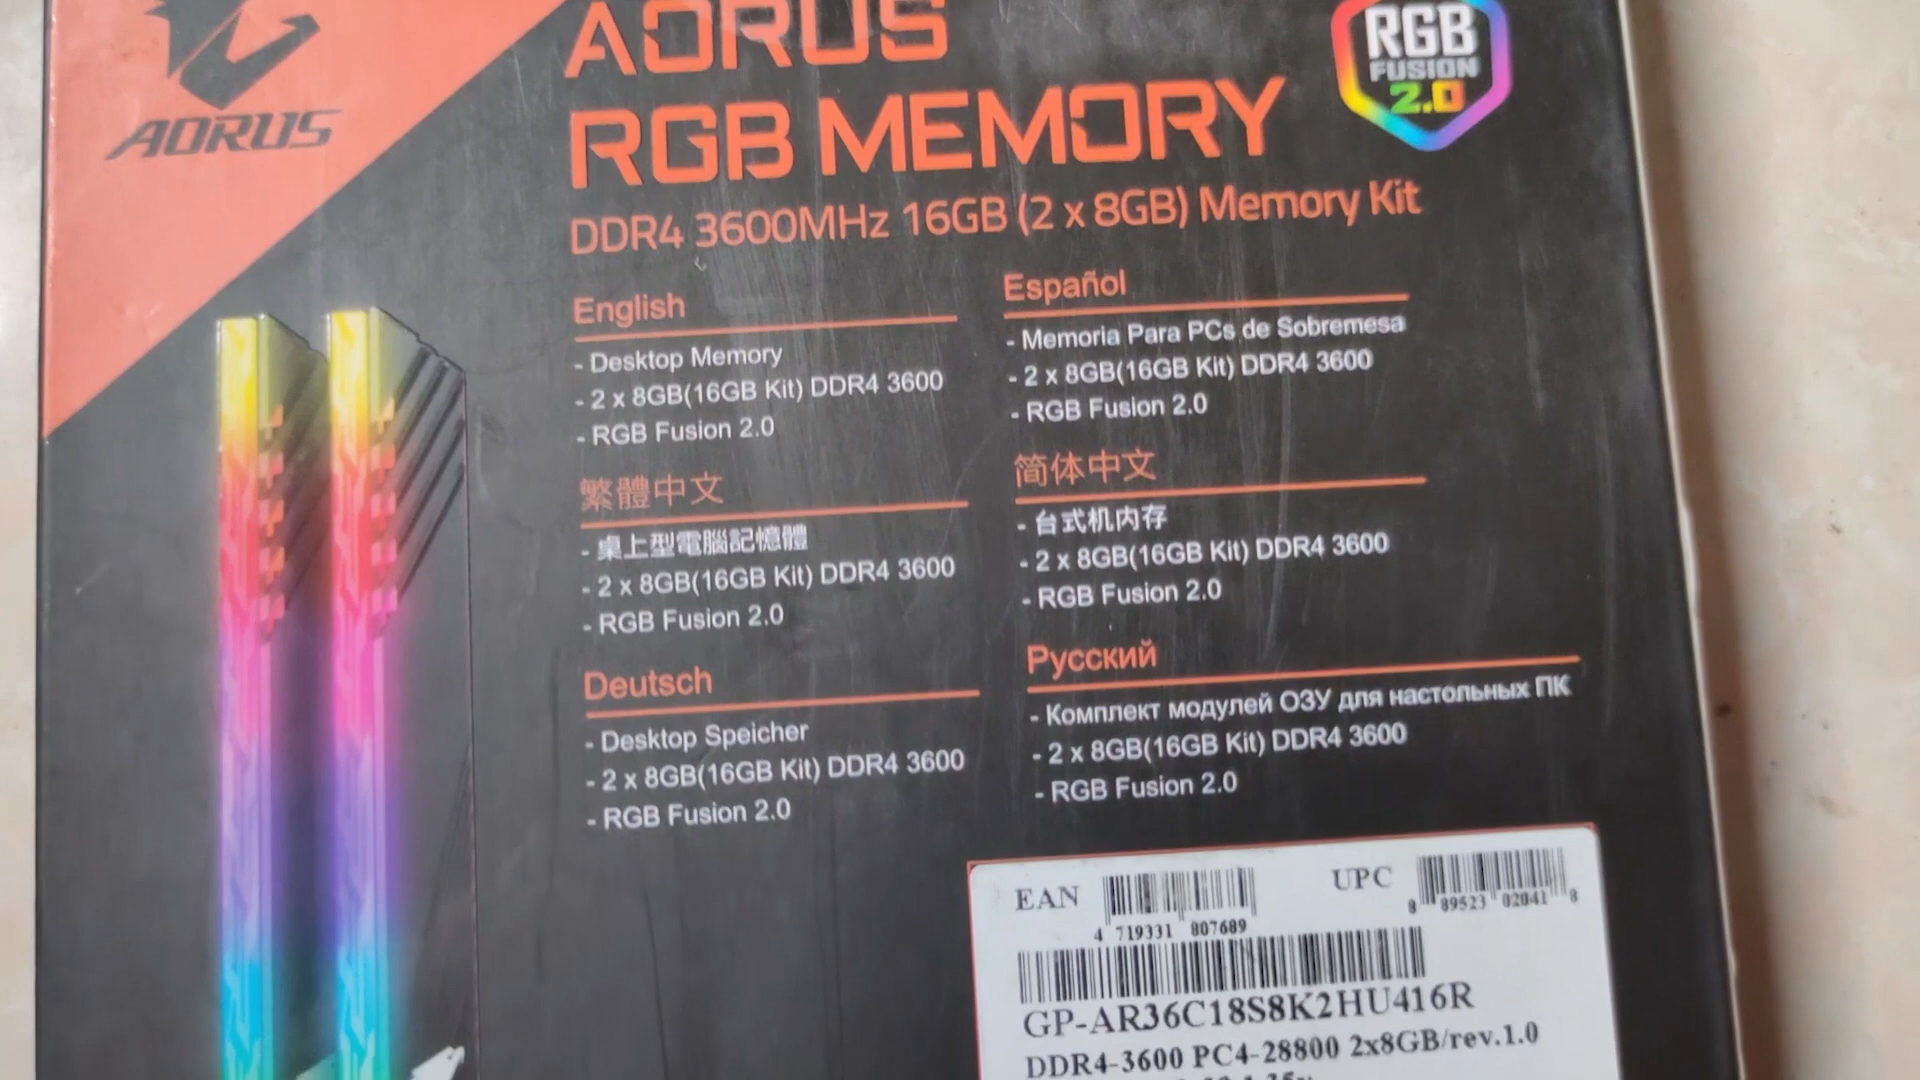 AORUS
AORUS
RGB MEMORY
RGB
FUSION
2.0
DDR4 3600MHz 16GB (2 x 8GB) Memory Kit
English
- Desktop Memory
- 2 x 8GB(16GB Kit) DDR4 3600
- RGB Fusion 2.0
Español
- Memoria Para PCs de Sobremesa
- 2 x 8GB(16GB Kit) DDR4 3600
- RGB Fusion 2.0
繁體中文
- 桌上型電腦記憶體
- 2 x 8GB(16GB Kit) DDR4 3600
- RGB Fusion 2.0
简体中文
- 台式机内存
- 2 x 8GB(16GB Kit) DDR4 3600
- RGB Fusion 2.0
Deutsch
- Desktop Speicher
- 2 x 8GB(16GB Kit) DDR4 3600
- RGB Fusion 2.0
Русский
- Комплект модулей ОЗУ для настольных ПК
- 2 x 8GB(16GB Kit) DDR4 3600
- RGB Fusion 2.0
EAN
4 719331 807689
UPC
8 89523 02041 8
GP-AR36C18S8K2HU416R
DDR4-3600 PC4-28800 2x8GB/rev.1.0